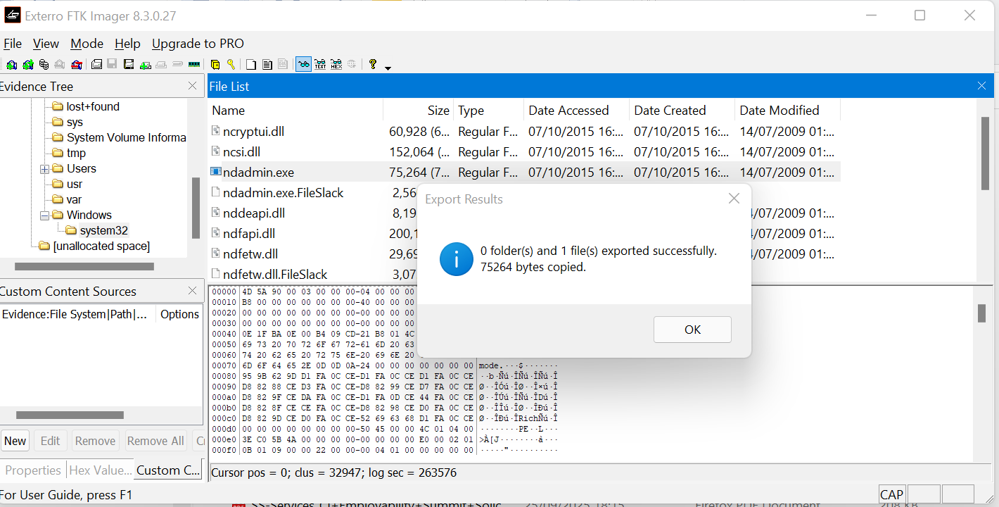 Exterro FTK Imager 8.3.0.27
File View Mode Help Upgrade to PRO
Evidence Tree
lost+found
sys
System Volume Informa
tmp
Users
usr
var
Windows
system32
[unallocated space]
Custom Content Sources
Evidence:File System|Path|... Options
New Edit Remove Remove All
Properties Hex Value... Custom C...
File List
Name Size Type Date Accessed Date Created Date Modified
ncryptui.dll 60,928 (6... Regular F... 07/10/2015 16:... 07/10/2015 16:... 14/07/2009 01:...
ncsi.dll 152,064 (... Regular F... 07/10/2015 16:... 07/10/2015 16:... 14/07/2009 01:...
ndadmin.exe 75,264 (7... Regular F... 07/10/2015 16:... 07/10/2015 16:... 14/07/2009 01:...
ndadmin.exe.FileSlack 2,56
nddeapi.dll 8,19 /07/2009 01:...
ndfapi.dll 200,1 /07/2009 01:...
ndfetw.dll 29,69 /07/2009 01:...
ndfetw.dll.FileSlack 3,07
Export Results
0 folder(s) and 1 file(s) exported successfully.
75264 bytes copied.
OK
00000 4D 5A 90 00 03 00 00 00-04 00 00 00
00010 B8 00 00 00 00 00 00 00-40 00 00 00
00020 00 00 00 00 00 00 00 00-00 00 00 00
00030 00 00 00 00 00 00 00 00-00 00 00 00
00040 0E 1F BA 0E 00 B4 09 CD-21 B8 01 4C
00050 69 73 20 70 72 6F 67 72-61 6D 20 63
00060 74 20 62 65 20 72 75 6E-20 69 6E 20
00070 6D 6F 64 65 2E 0D 0D 0A-24 00 00 00 00 00 00 00 mode.···$·······
00080 95 9B 62 9D D1 FA 0C CE-D1 FA 0C CE D1 FA 0C CE ··b·Ñú·ÎÑú·ÎÑú·Î
00090 D8 82 88 CE D3 FA 0C CE-D8 82 99 CE D7 FA 0C CE Ø··ÎÓú·ÎØ··Î×ú·Î
000a0 D8 82 9F CE DA FA 0C CE-D1 FA 0D CE 44 FA 0C CE Ø··ÎÚú·ÎÑú·ÎDú·Î
000b0 D8 82 8F CE CE FA 0C CE-D8 82 98 CE D0 FA 0C CE Ø··ÎÎú·ÎØ··ÎÐú·Î
000c0 D8 82 9D CE D0 FA 0C CE-52 69 63 68 D1 FA 0C CE Ø··ÎÐú·ÎRichÑú·Î
000d0 00 00 00 00 00 00 00 00-50 45 00 00 4C 01 04 00 ········PE··L···
000e0 3E C0 5B 4A 00 00 00 00-00 00 00 00 E0 00 02 01 >À[J········à···
000f0 0B 01 09 00 00 22 00 00-00 04 01 00 00 00 00 00 ·····"··········
Cursor pos = 0; clus = 32947; log sec = 263576
For User Guide, press F1
CAP